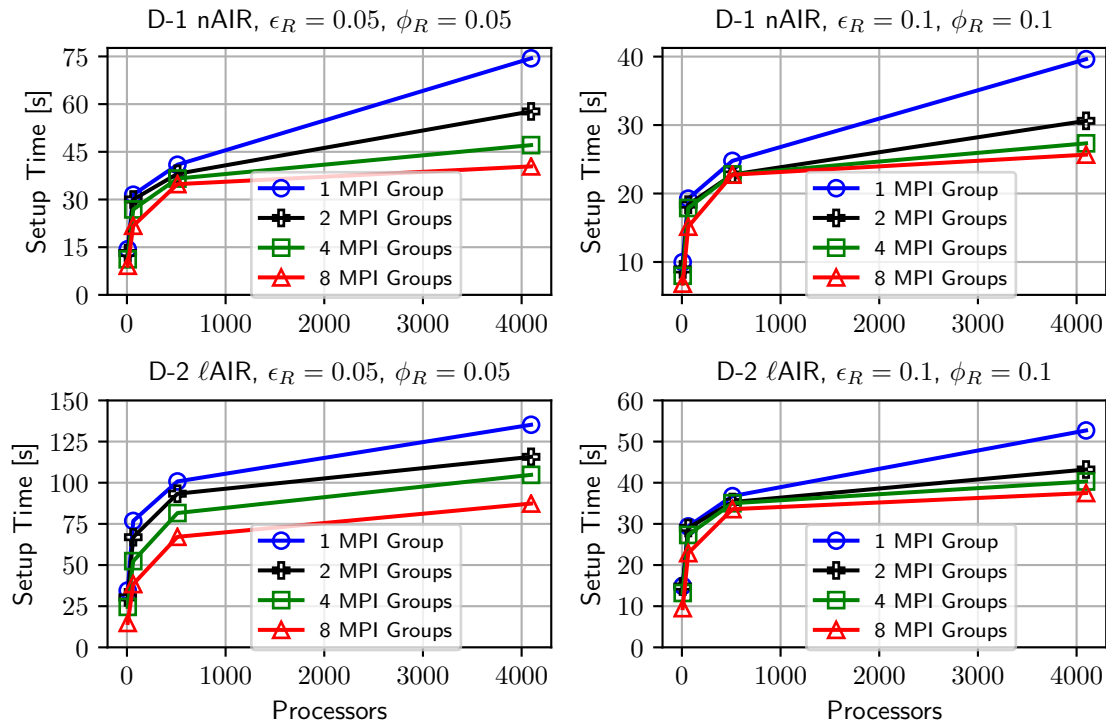 D-1 nAIR, ϵ_R = 0.05, ϕ_R = 0.05
Setup Time [s]
75
60
45
30
15
0
0 1000 2000 3000 4000
1 MPI Group
2 MPI Groups
4 MPI Groups
8 MPI Groups
D-1 nAIR, ϵ_R = 0.1, ϕ_R = 0.1
Setup Time [s]
40
30
20
10
0 1000 2000 3000 4000
1 MPI Group
2 MPI Groups
4 MPI Groups
8 MPI Groups
D-2 ℓAIR, ϵ_R = 0.05, ϕ_R = 0.05
Setup Time [s]
150
125
100
75
50
25
0
0 1000 2000 3000 4000
Processors
1 MPI Group
2 MPI Groups
4 MPI Groups
8 MPI Groups
D-2 ℓAIR, ϵ_R = 0.1, ϕ_R = 0.1
Setup Time [s]
60
50
40
30
20
10
0
0 1000 2000 3000 4000
Processors
1 MPI Group
2 MPI Groups
4 MPI Groups
8 MPI Groups